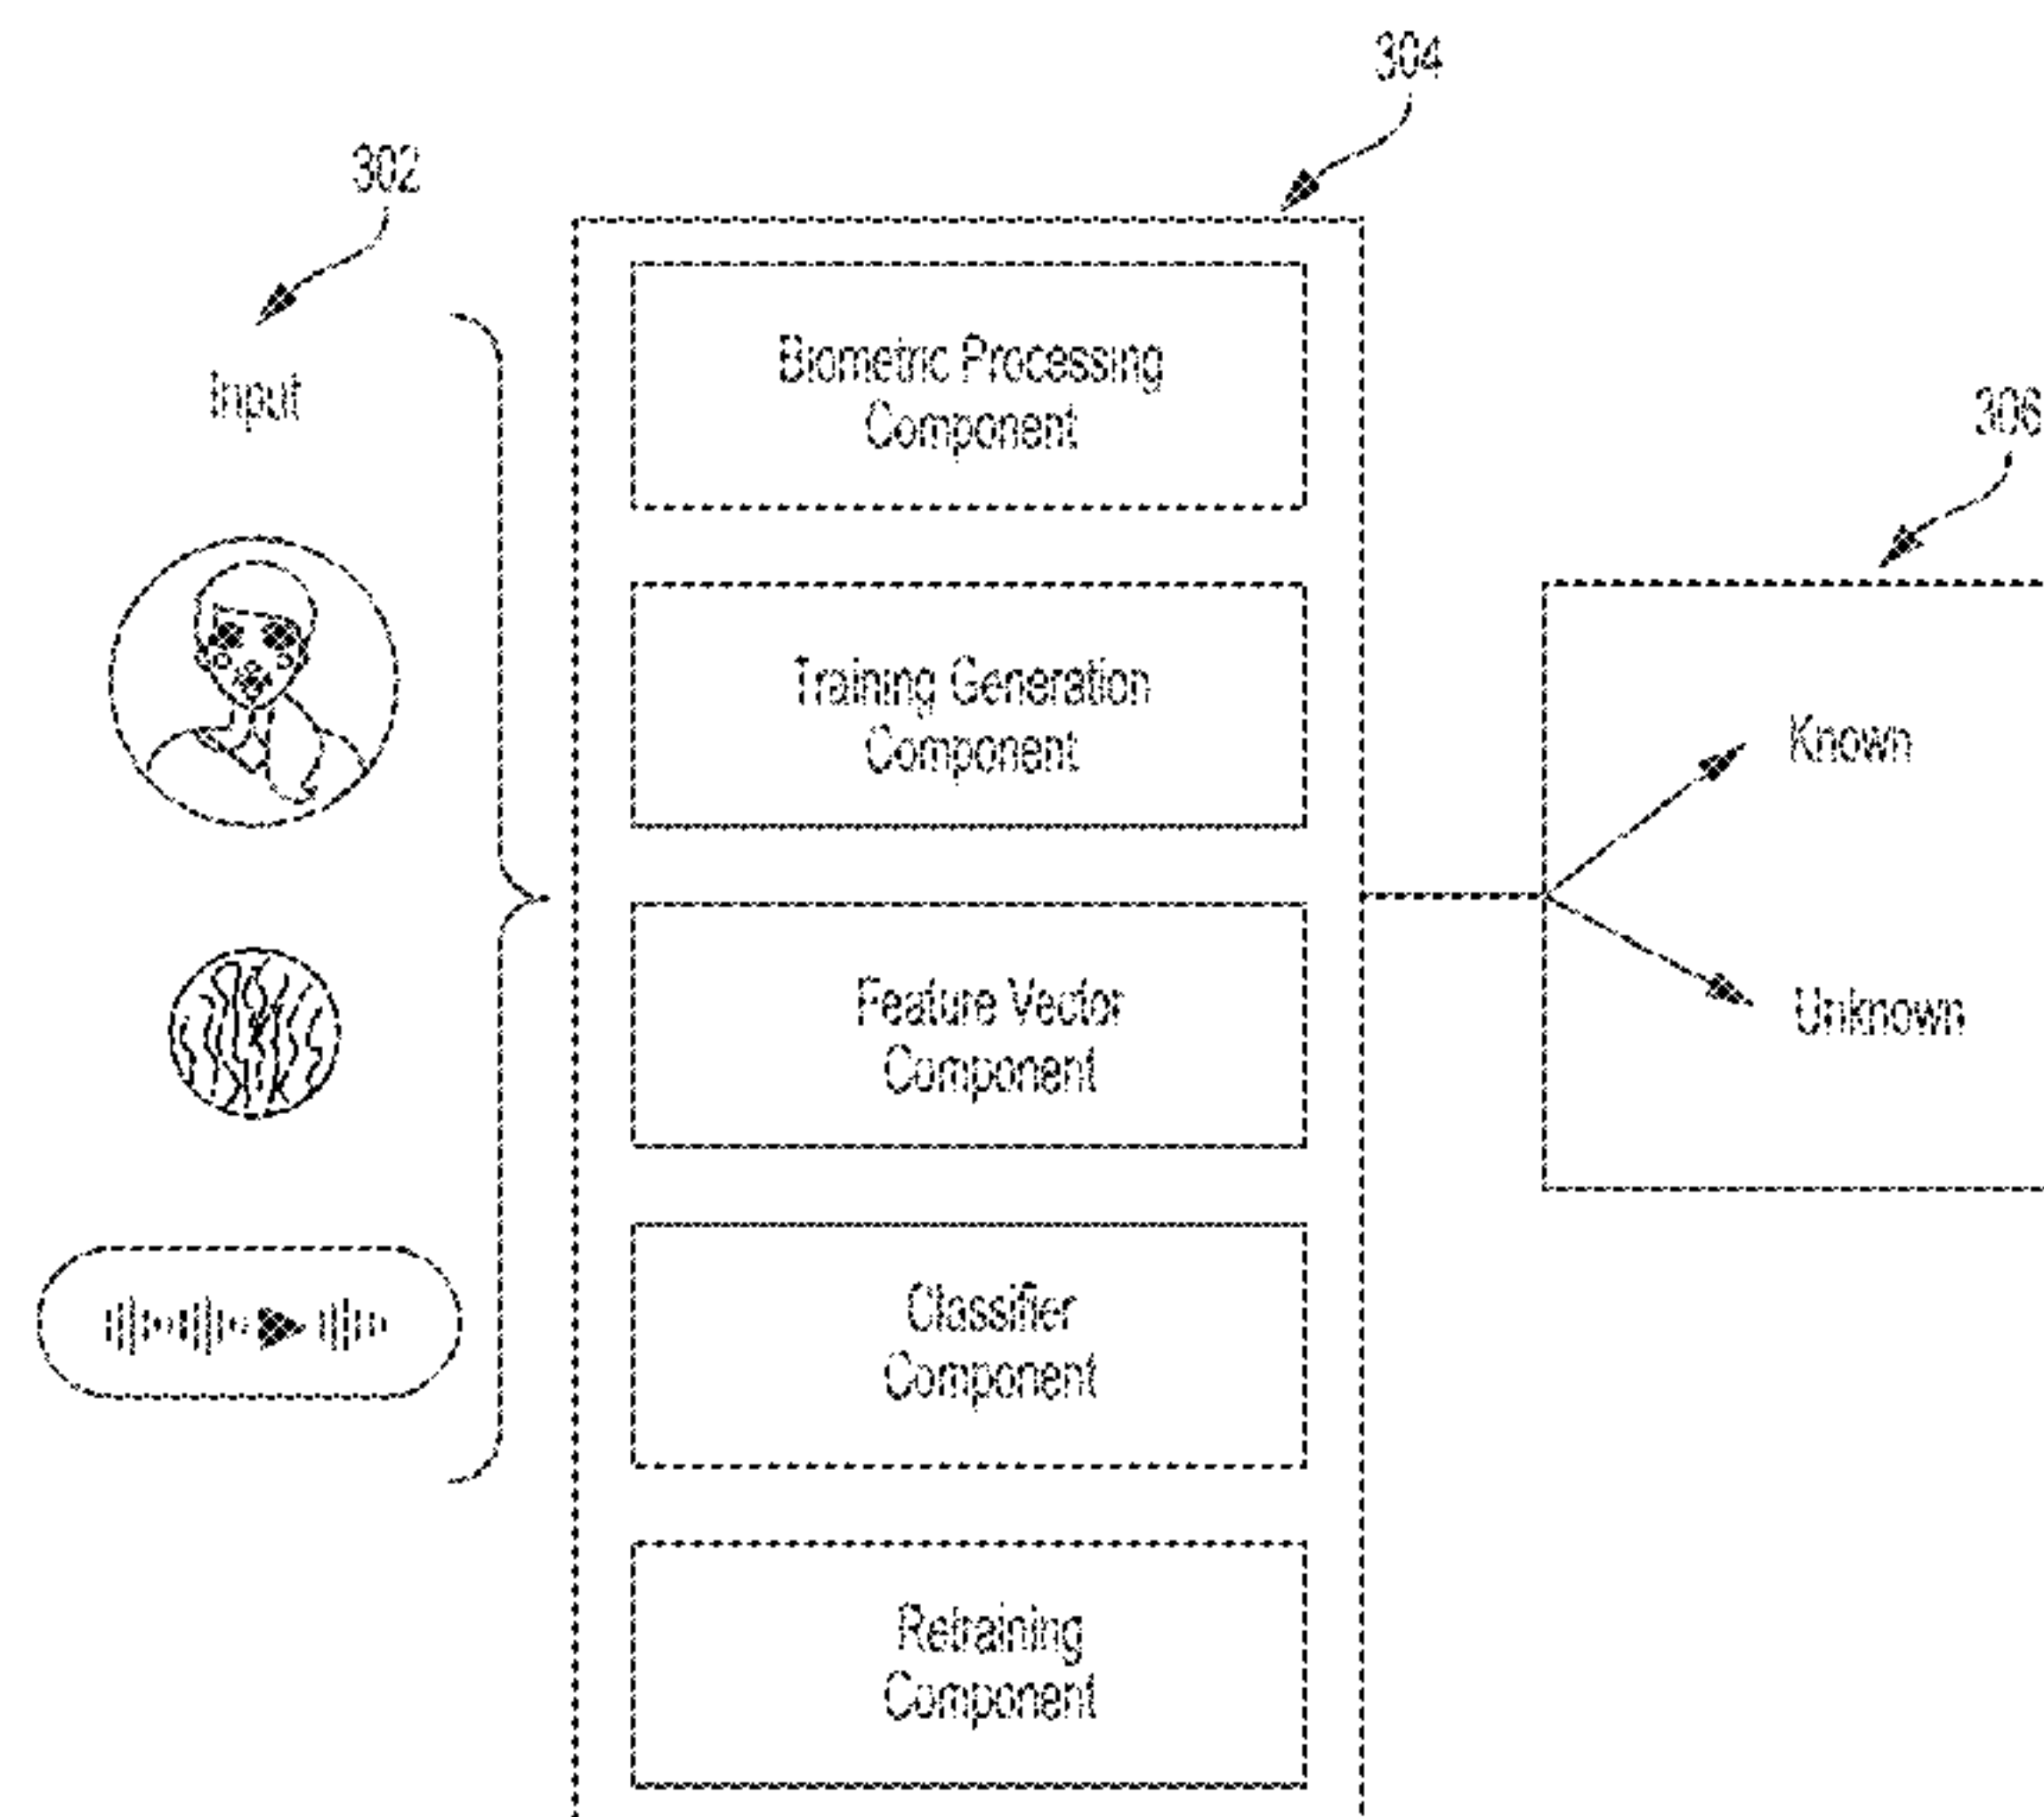 304
302
Input
Biometric Processing
Component
306
Training Generation
Component
Known
Feature Vector
Component
Unknown
Classifier
Component
Retraining
Component